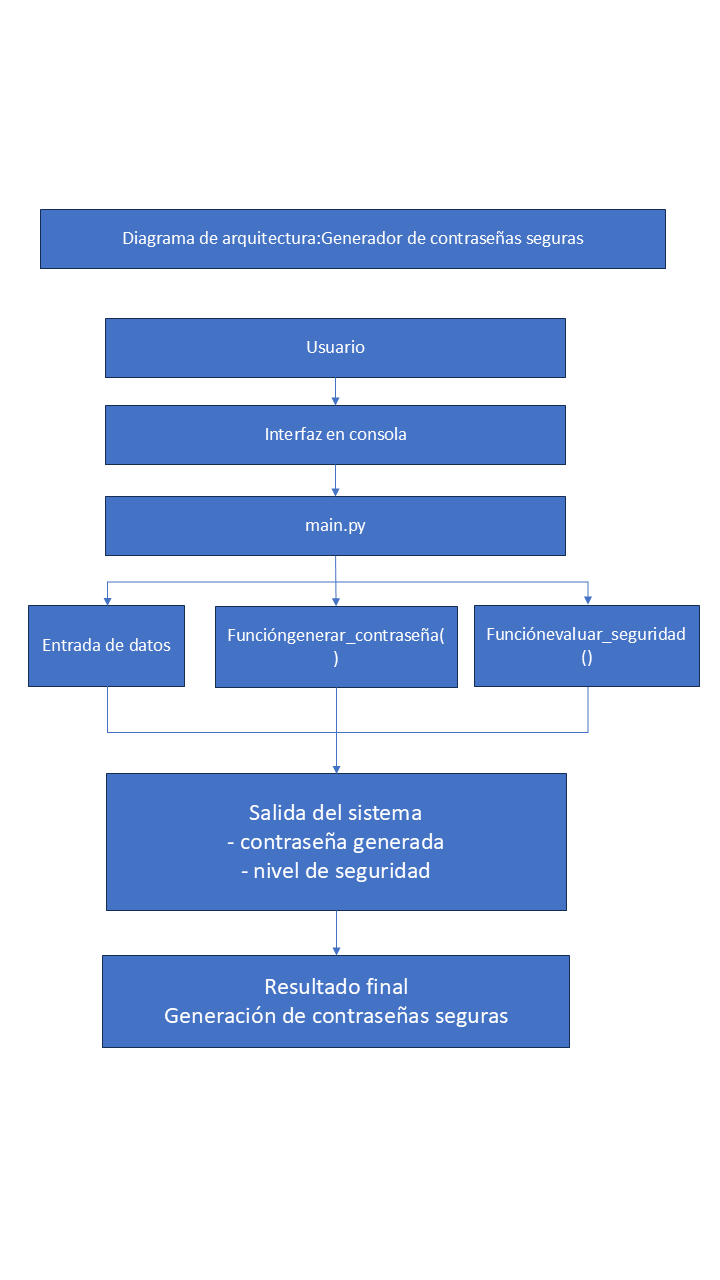 Diagrama de arquitectura:Generador de contraseñas seguras
Usuario
Interfaz en consola
main.py
Entrada de datos
Funcióngenerar_contraseña(
)
Funciónevaluar_seguridad
()
Salida del sistema
- contraseña generada
- nivel de seguridad
Resultado final
Generación de contraseñas seguras